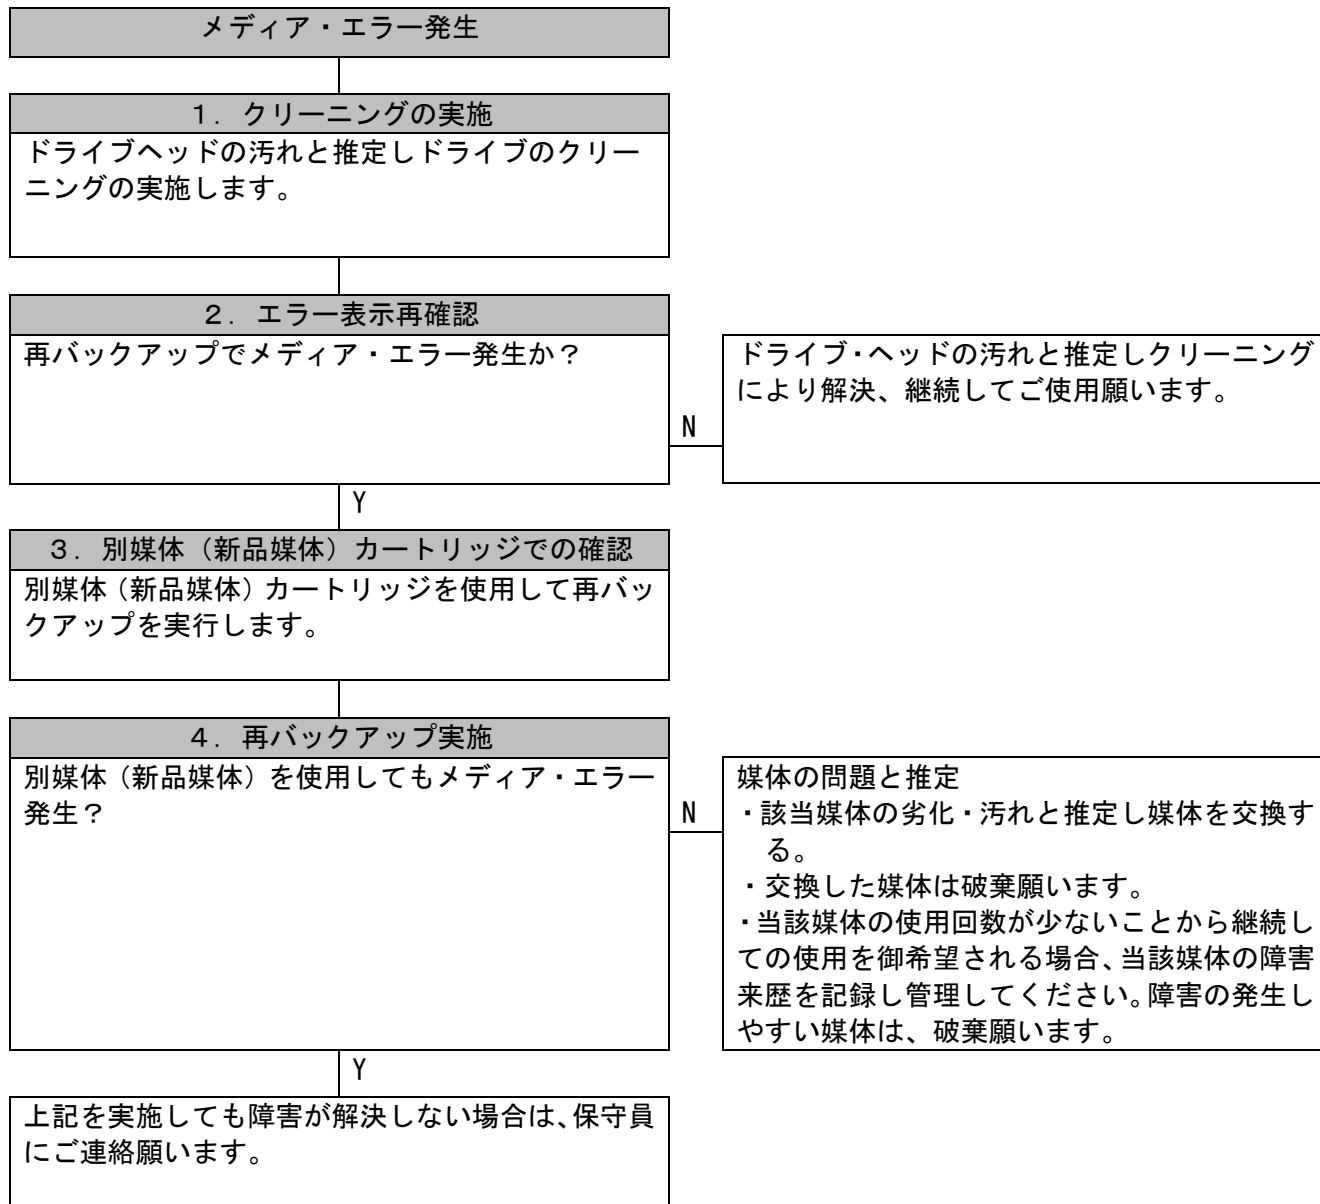 メディア・エラー発生
１．クリーニングの実施
ドライブヘッドの汚れと推定しドライブのクリー
ニングの実施します。
２．エラー表示再確認
再バックアップでメディア・エラー発生か？
ドライブ・ヘッドの汚れと推定しクリーニング
により解決、継続してご使用願います。
N
Y
３．別媒体（新品媒体）カートリッジでの確認
別媒体（新品媒体）カートリッジを使用して再バッ
クアップを実行します。
４．再バックアップ実施
別媒体（新品媒体）を使用してもメディア・エラー
発生？
N
媒体の問題と推定
・該当媒体の劣化・汚れと推定し媒体を交換す
る。
・交換した媒体は破棄願います。
・当該媒体の使用回数が少ないことから継続し
ての使用を御希望される場合、当該媒体の障害
来歴を記録し管理してください。障害の発生し
やすい媒体は、破棄願います。
Y
上記を実施しても障害が解決しない場合は、保守員
にご連絡願います。